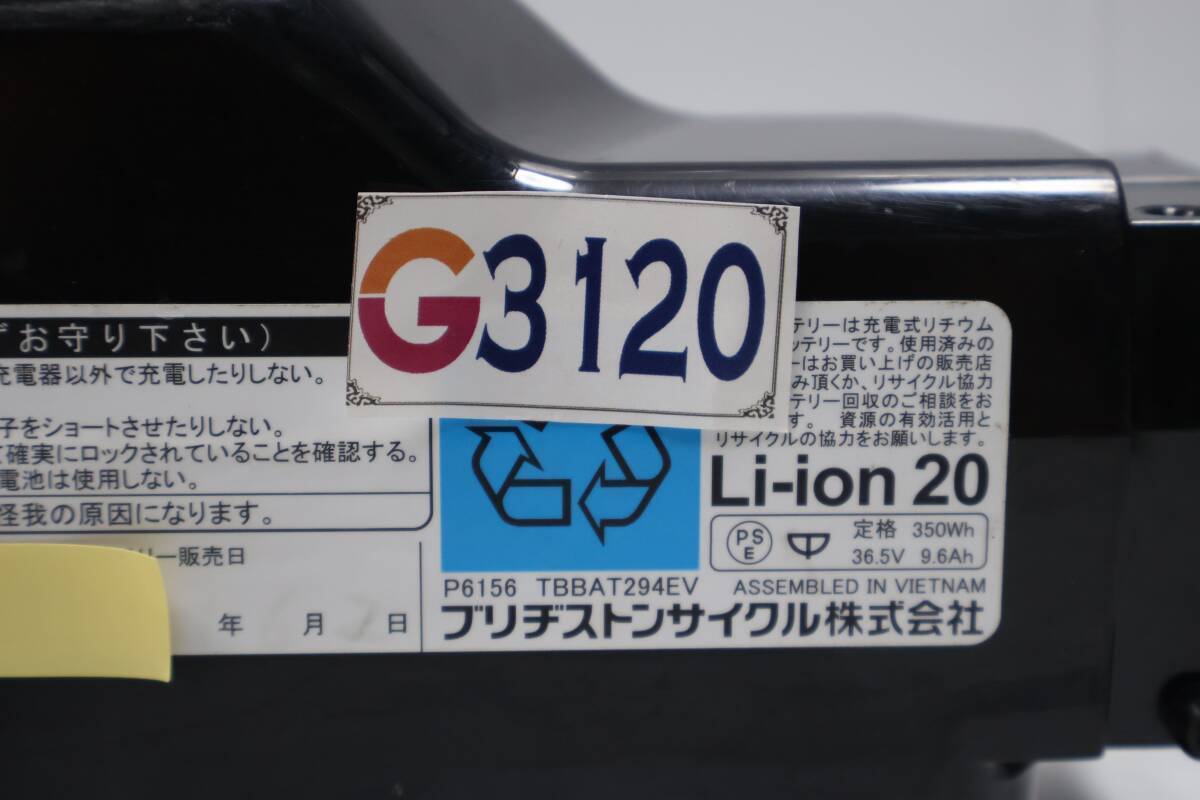 G3120
ずお守り下さい)
充電器以外で充電したりしない。
子をショートさせたりしない。
て確実にロックされていることを確認する。
電池は使用しない。
怪我の原因になります。
リー販売日
年 月 日
テリーは充電式リチウム
ッテリーです。使用済みの
ーはお買い上げの販売店
み頂くか、リサイクル協力
テリー回収のご相談をお
す。 資源の有効活用と
リサイクルの協力をお願いします。
Li-ion 20
PS
E
定格 350Wh
36.5V 9.6Ah
P6156 TBBAT294EV ASSEMBLED IN VIETNAM
ブリヂストンサイクル株式会社